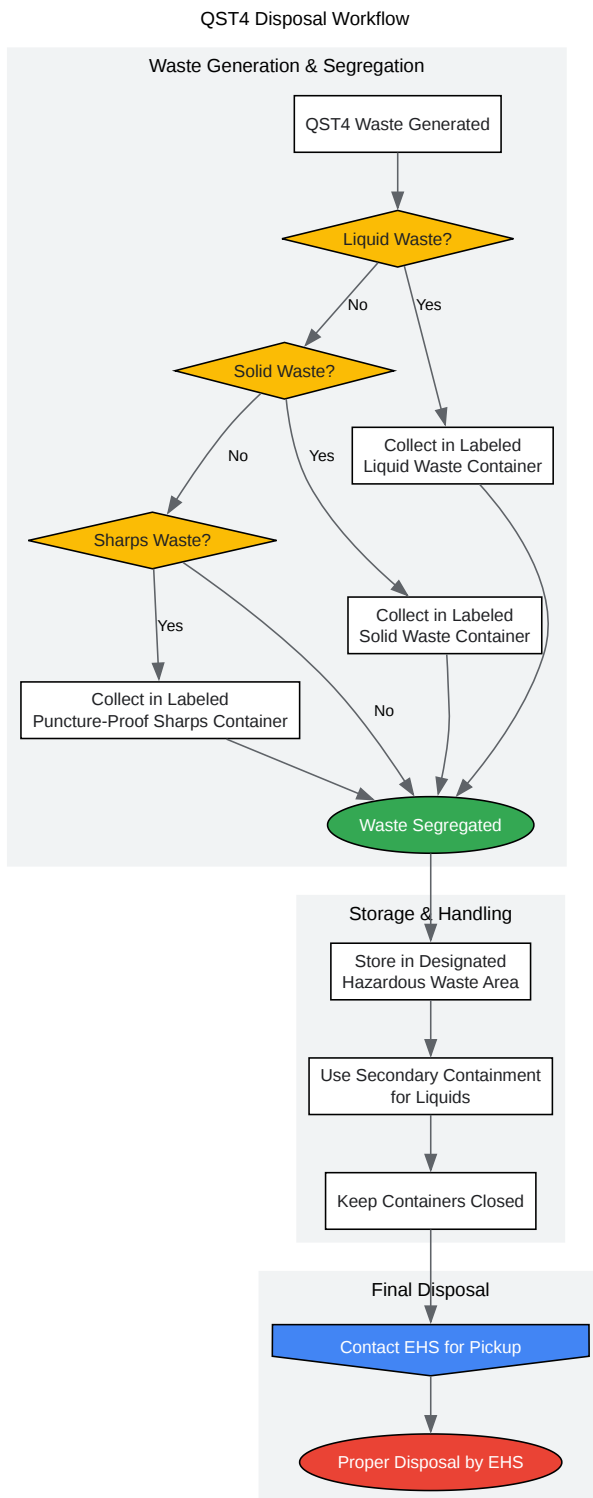 QST4 Disposal Workflow
Waste Generation & Segregation
QST4 Waste Generated
Liquid Waste?
No
Yes
Solid Waste?
Collect in Labeled
Liquid Waste Container
No
Yes
Sharps Waste?
Collect in Labeled
Solid Waste Container
Yes
Collect in Labeled
Puncture-Proof Sharps Container
No
Waste Segregated
Storage & Handling
Store in Designated
Hazardous Waste Area
Use Secondary Containment
for Liquids
Keep Containers Closed
Final Disposal
Contact EHS for Pickup
Proper Disposal by EHS